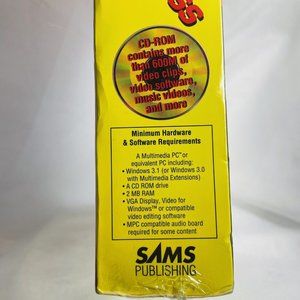 SS
CD-ROM
contains more
than 600M of
video clips,
video software,
music videos,
and more
Minimum Hardware
& Software Requirements
A Multimedia PC™ or
equivalent PC including:
• Windows 3.1 (or Windows 3.0
with Multimedia Extensions)
• A CD ROM drive
• 2 MB RAM
• VGA Display, Video for
Windows™ or compatible
video editing software
• MPC compatible audio board
required for some content
SAMS
PUBLISHING